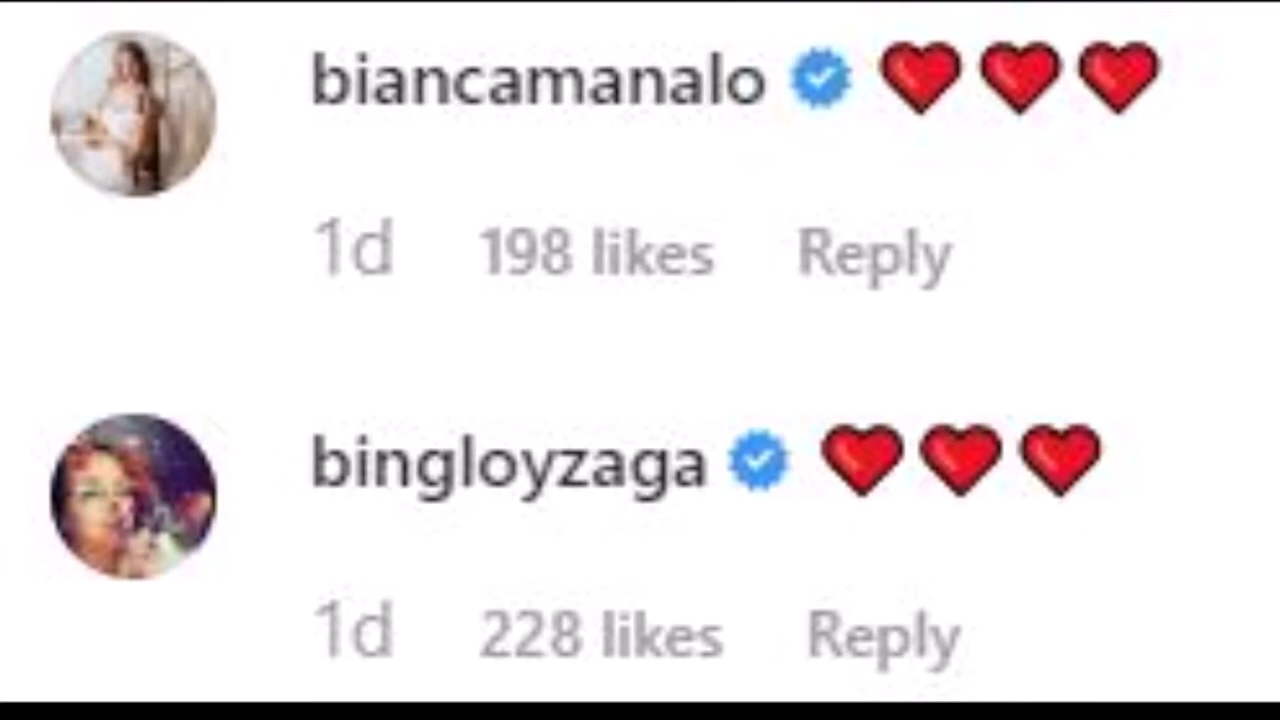 biancamanalo ❤️❤️❤️
1d 198 likes Reply
bingloyzaga ❤️❤️❤️
1d 228 likes Reply